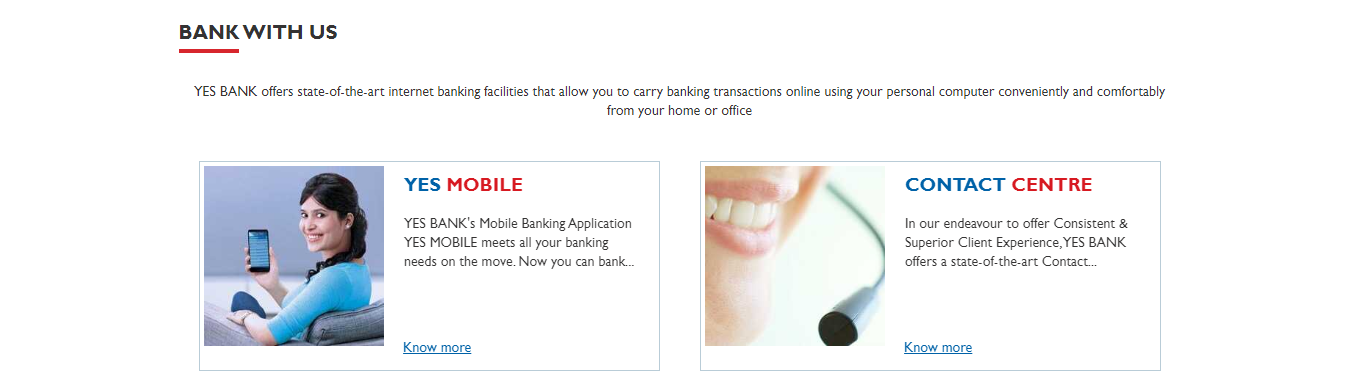 BANK WITH US
YES BANK offers state-of-the-art internet banking facilities that allow you to carry banking transactions online using your personal computer conveniently and comfortably
from your home or office
YES MOBILE
YES BANK's Mobile Banking Application
YES MOBILE meets all your banking
needs on the move. Now you can bank...
Know more
CONTACT CENTRE
In our endeavour to offer Consistent &
Superior Client Experience,YES BANK
offers a state-of-the-art Contact...
Know more